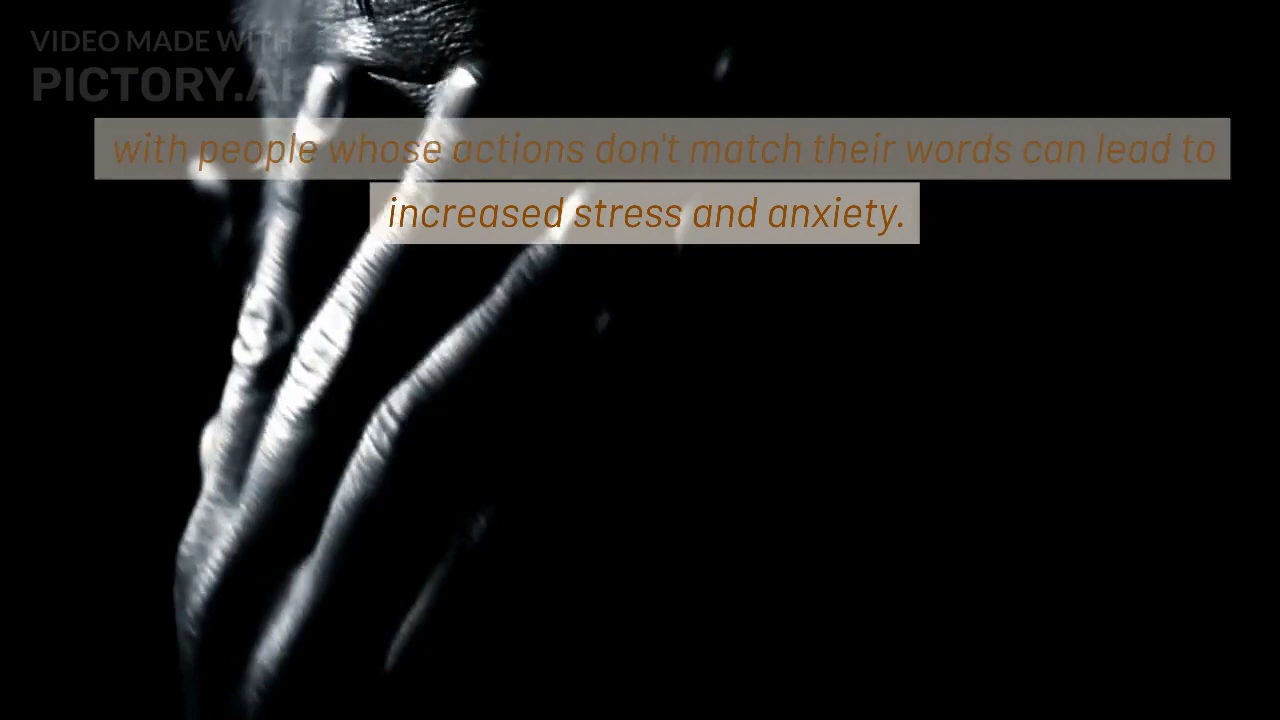 VIDEO MADE WITH
PICTORY.AI
with people whose actions don't match their words can lead to
increased stress and anxiety.